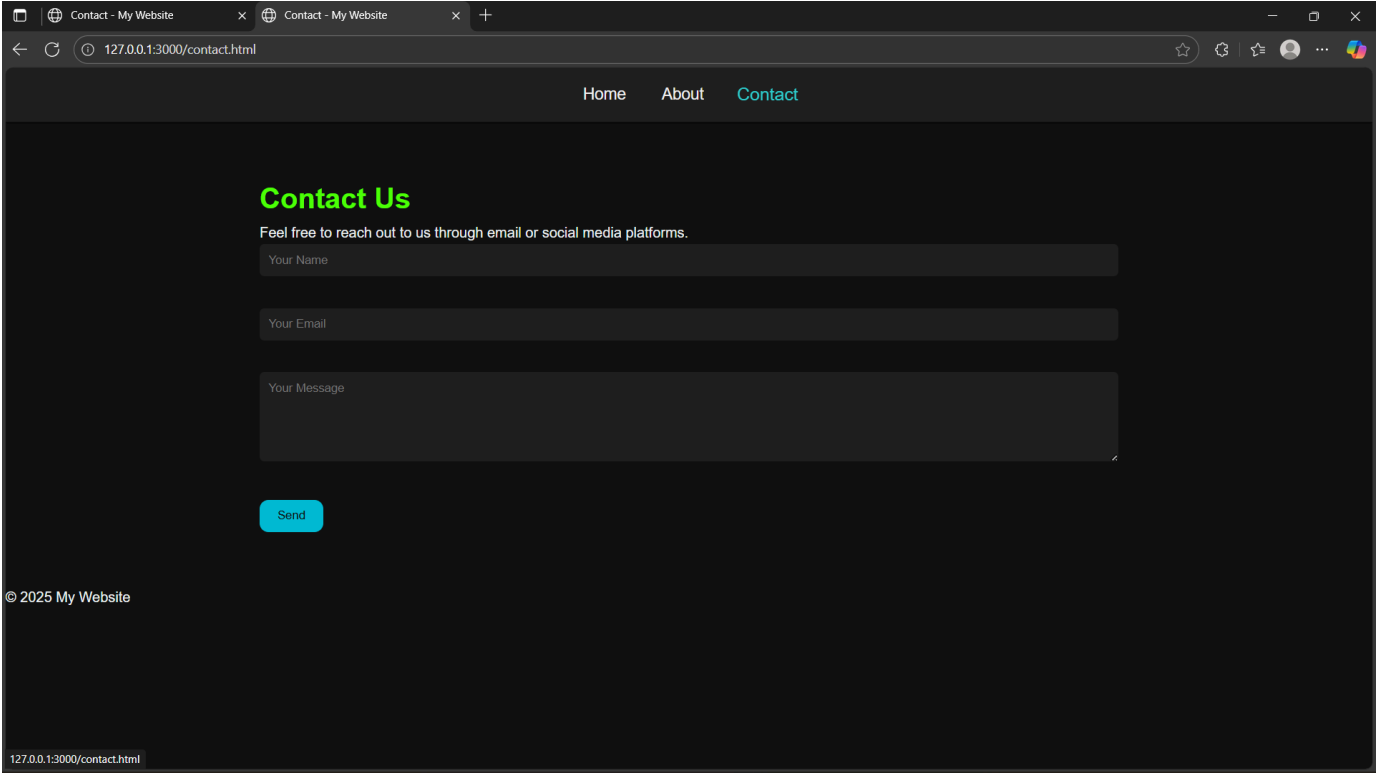 Contact - My Website
Contact - My Website
127.0.0.1:3000/contact.html
Home About Contact
Contact Us
Feel free to reach out to us through email or social media platforms.
Your Name
Your Email
Your Message
Send
© 2025 My Website
127.0.0.1:3000/contact.html